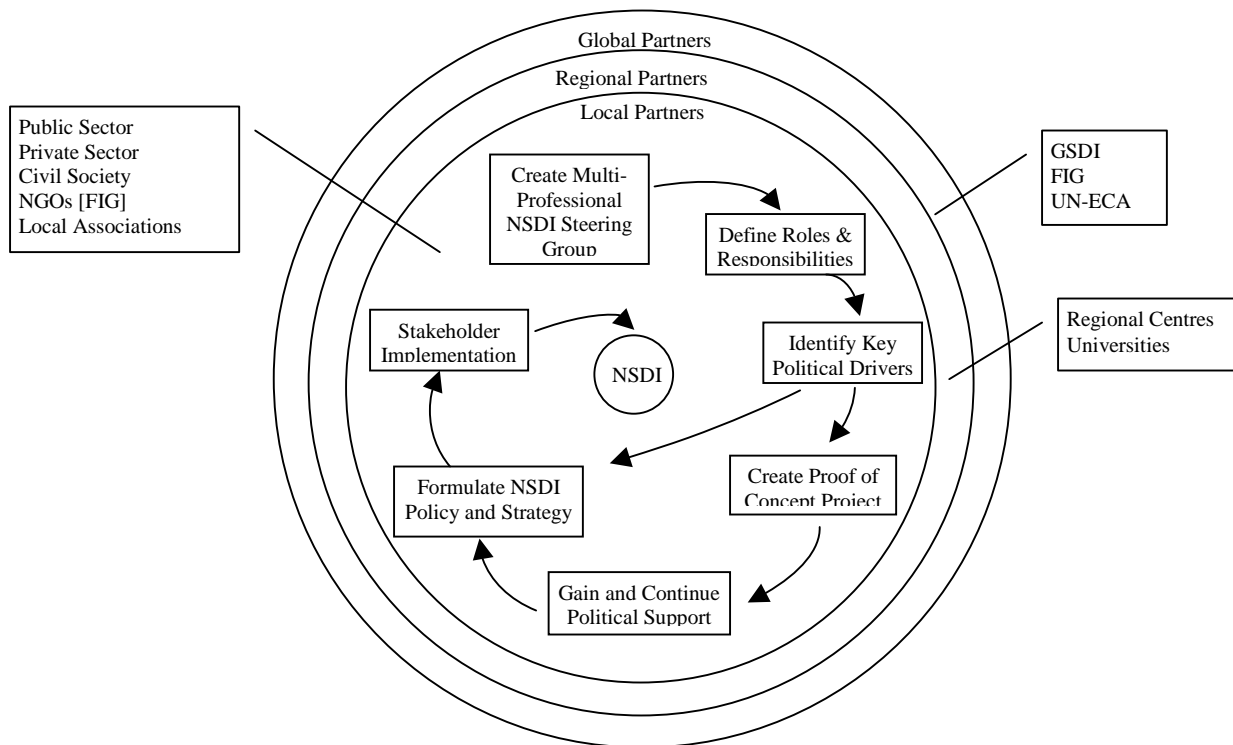 Global Partners
Regional Partners
Local Partners
Public Sector
Private Sector
Civil Society
NGOs [FIG]
Local Associations
GSDI
FIG
UN-ECA
Regional Centres
Universities
Create Multi-
Professional
NSDI Steering
Group
Define Roles &
Responsibilities
Identify Key
Political Drivers
Create Proof of
Concept Project
Gain and Continue
Political Support
Formulate NSDI
Policy and Strategy
Stakeholder
Implementation
NSDI